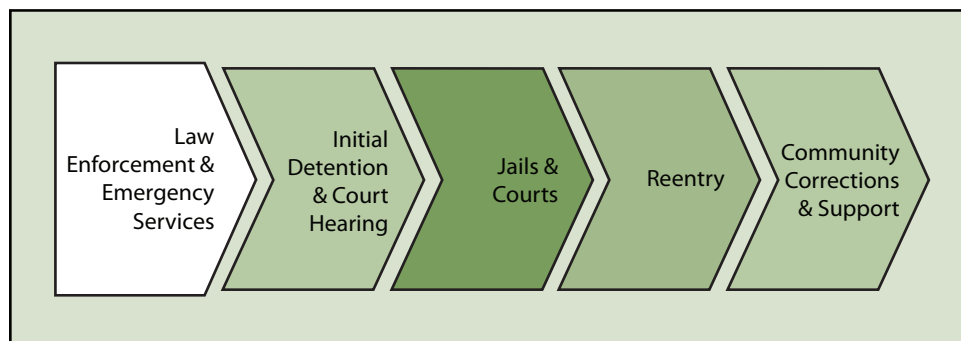 Law
Enforcement &
Emergency
Services
Initial
Detention
& Court
Hearing
Jails &
Courts
Reentry
Community
Corrections
& Support